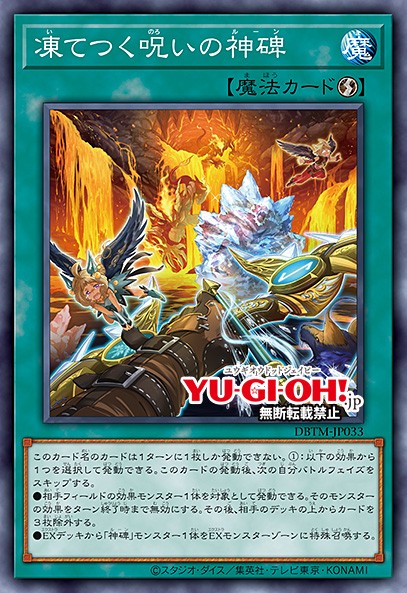 凍てつく呪いの神碑
魔
【魔法カード】
ユウギオウドットジェイピー
YU-GI-OH!.jp
無断転載禁止
DBTM-JP033
このカード名のカードは1ターンに1枚しか発動できない。①:以下の効果から
1つを選択して発動できる。このカードの発動後、次の自分バトルフェイズを
スキップする。
●相手フィールドの効果モンスター1体を対象として発動できる。そのモンスター
の効果をターン終了時まで無効にする。その後、相手のデッキの上からカードを
3枚除外する。
●EXデッキから「神碑」モンスター1体をEXモンスターゾーンに特殊召喚する。
©スタジオ・ダイス/集英社・テレビ東京・KONAMI